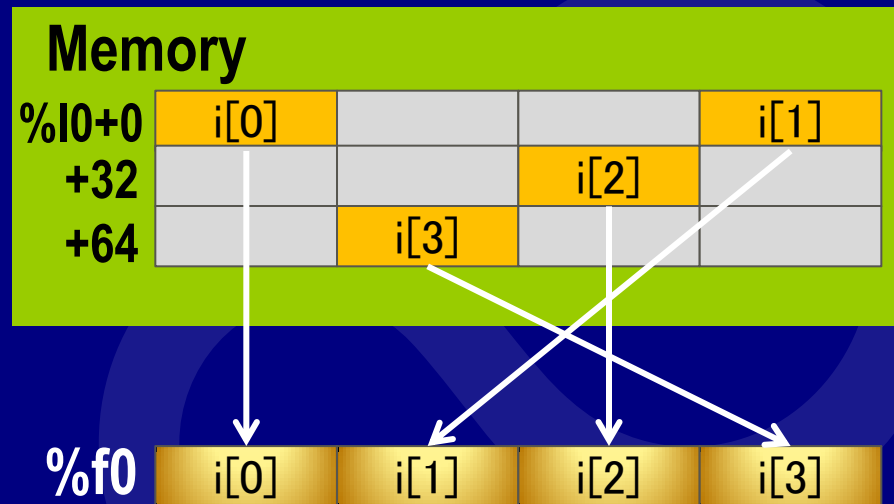 Memory
%l0+0 i[0] i[1]
+32 i[2]
+64 i[3]
%f0 i[0] i[1] i[2] i[3]